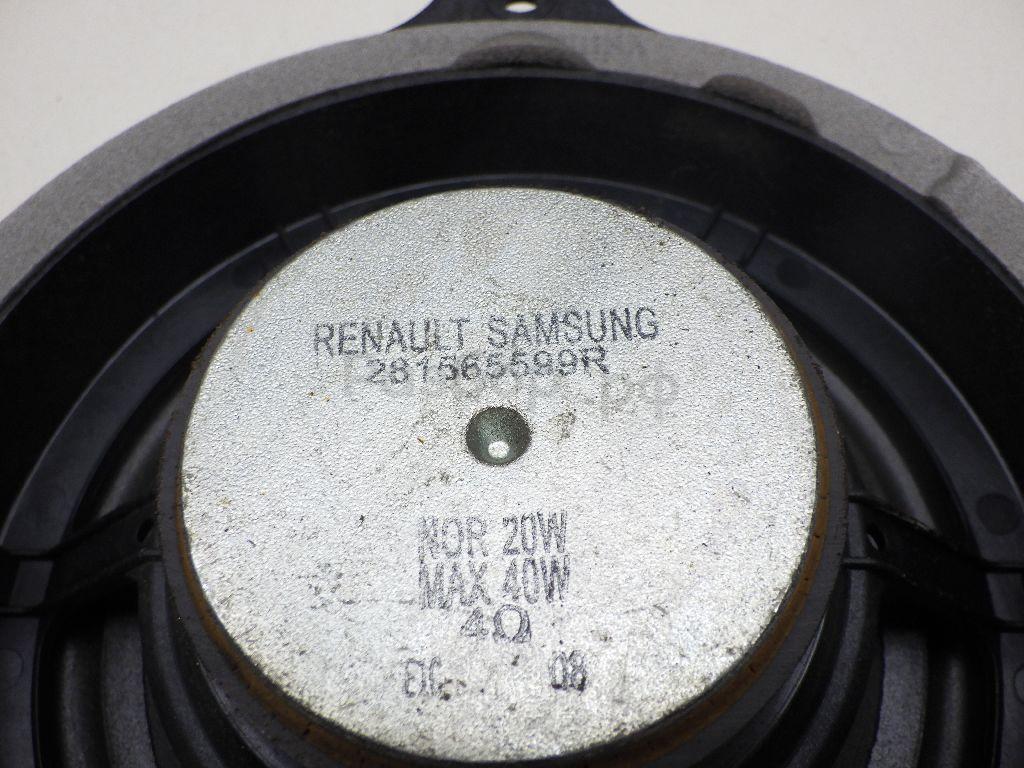 RENAULT SAMSUNG
281565599R
NOR 20W
MAX 40W
4Ω
08